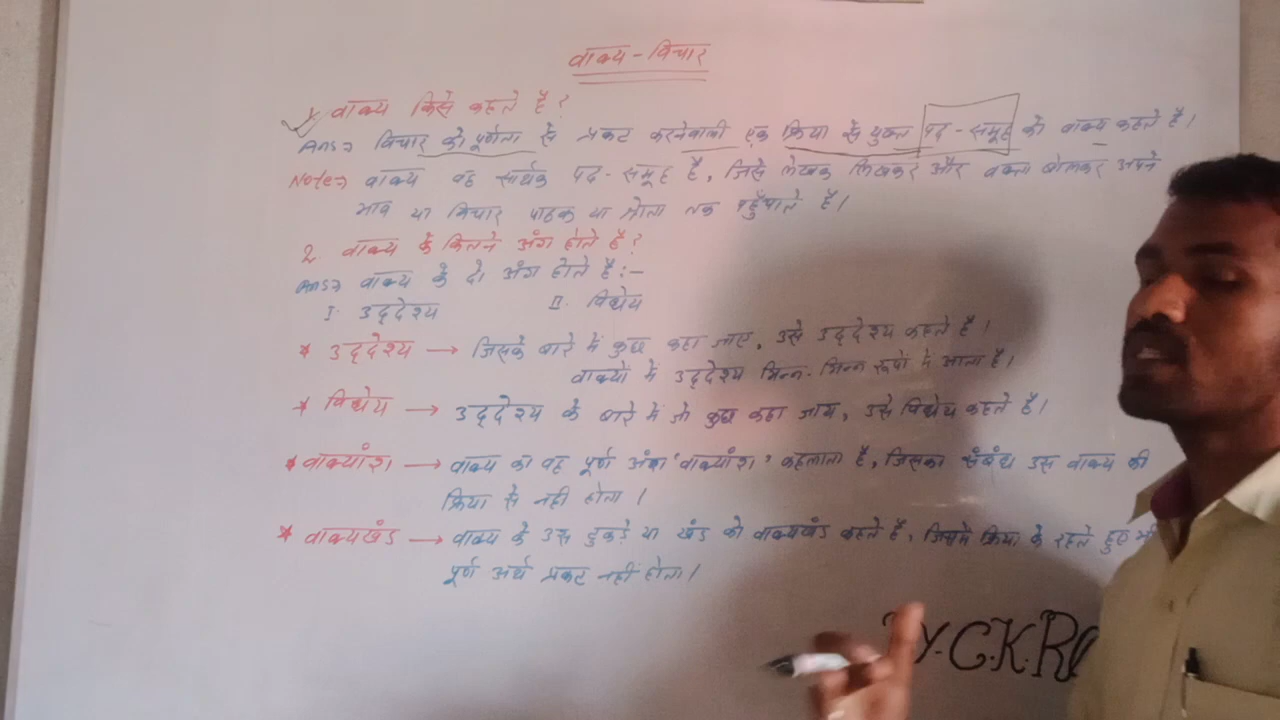 वाक्य - विचार
1. वाक्य किसे कहते है?
Ans⇒ विचार को पूर्णता से प्रकट करनेवाली एक क्रिया से युक्त पद-समूह को वाक्य कहते है।
Note⇒ वाक्य वह सार्थक पद-समूह है, जिसे लेखक लिखकर और वक्ता बोलकर अपने
भाव या विचार पाठक या श्रोता तक पहुँचाते हैं।
2. वाक्य के कितने अंग होते है?
Ans⇒ वाक्य के दो अंग होते है:-
I. उद्‌देश्य II. विधेय
* उद्‌देश्य → जिसके बारे में कुछ कहा जाए, उसे उद्‌देश्य कहते है।
वाक्यो में उद्‌देश्य भिन्न-भिन्न रूपों में आता है।
* विधेय → उद्‌देश्य के बारे में जो कुछ कहा जाय, उसे विधेय कहते है।
* वाक्यांश → वाक्य का वह पूर्ण अंश 'वाक्यांश' कहलाता है, जिसका संबंध उस वाक्य की
क्रिया से नही होता।
* वाक्यखंड → वाक्य के उस टुकड़े या खंड को वाक्यखंड कहते है, जिसमे क्रिया के रहते हुए भी
पूर्ण अर्थ प्रकट नहीं होता।
By. C.K.R